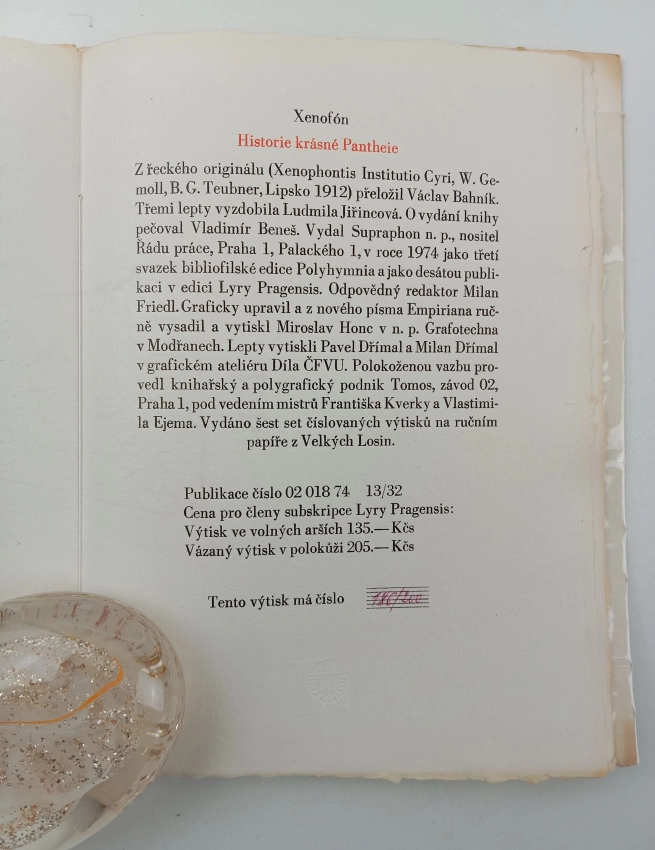 Xenofón
Historie krásné Pantheie
Z řeckého originálu (Xenophontis Institutio Cyri, W. Ge-
moll, B. G. Teubner, Lipsko 1912) přeložil Václav Bahník.
Třemi lepty vyzdobila Ludmila Jiřincová. O vydání knihy
pečoval Vladimír Beneš. Vydal Supraphon n. p., nositel
Řádu práce, Praha 1, Palackého 1, v roce 1974 jako třetí
svazek bibliofilské edice Polyhymnia a jako desátou publi-
kaci v edici Lyry Pragensis. Odpovědný redaktor Milan
Friedl. Graficky upravil a z nového písma Empiriana ruč-
ně vysadil a vytiskl Miroslav Honc v n. p. Grafotechna
v Modřanech. Lepty vytiskli Pavel Dřímal a Milan Dřímal
v grafickém ateliéru Díla ČFVU. Polokoženou vazbu pro-
vedl knihařský a polygrafický podnik Tomos, závod 02,
Praha 1, pod vedením mistrů Františka Kverky a Vlastimi-
la Ejema. Vydáno šest set číslovaných výtisků na ručním
papíře z Velkých Losin.
Publikace číslo 02 018 74 13/32
Cena pro členy subskripce Lyry Pragensis:
Výtisk ve volných arších 135.— Kčs
Vázaný výtisk v polokůži 205.— Kčs
Tento výtisk má číslo